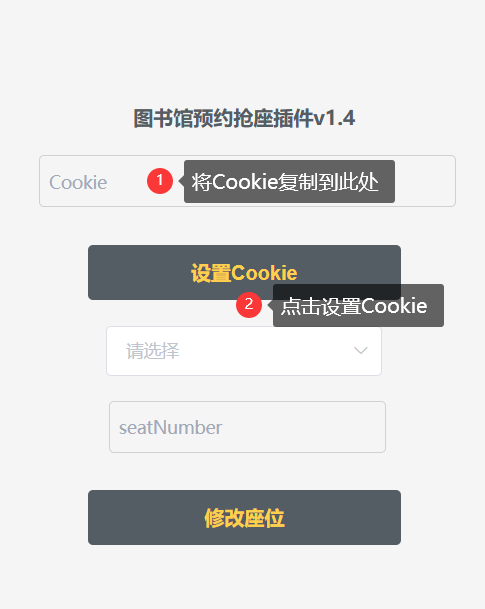 图书馆预约抢座插件v1.4
Cookie
1
将Cookie复制到此处
设置Cookie
2
点击设置Cookie
请选择
seatNumber
修改座位